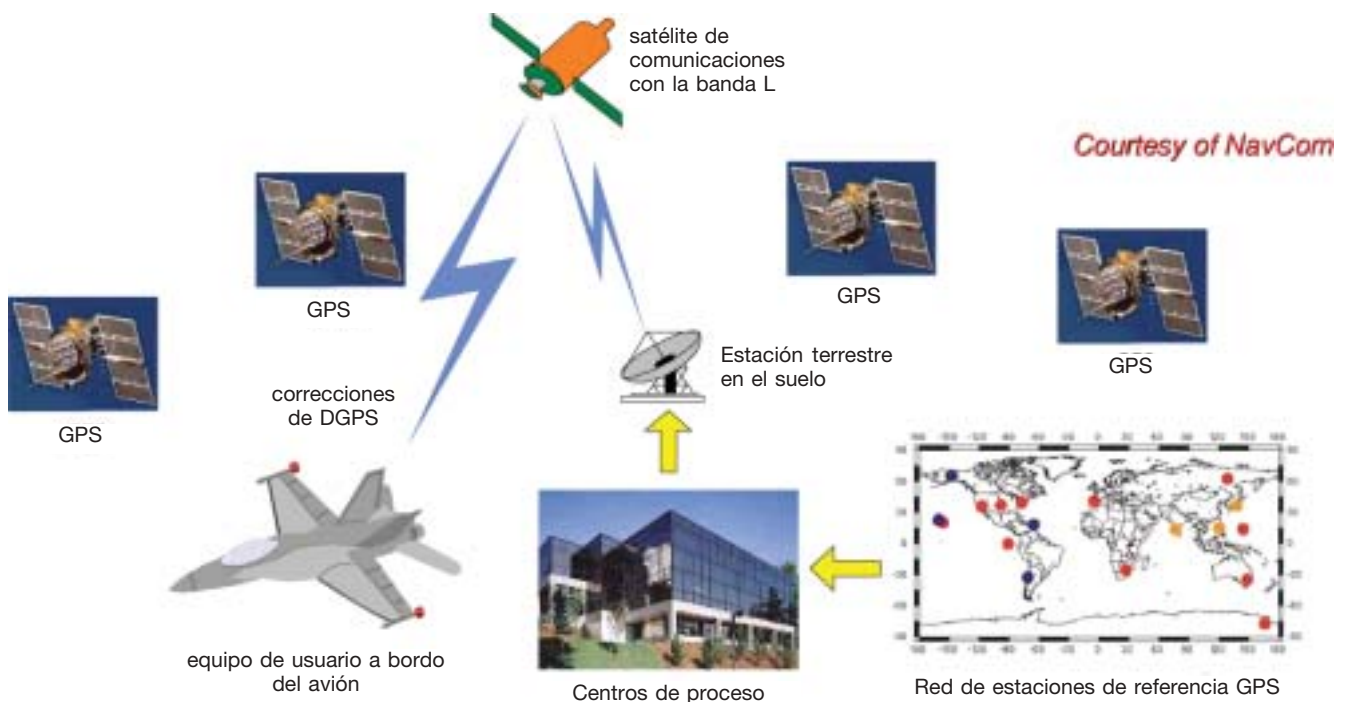 satélite de
comunicaciones
con la banda L
Courtesy of NavCom
GPS
GPS
GPS
GPS
correcciones
de DGPS
Estación terrestre
en el suelo
equipo de usuario a bordo
del avión
Centros de proceso
Red de estaciones de referencia GPS